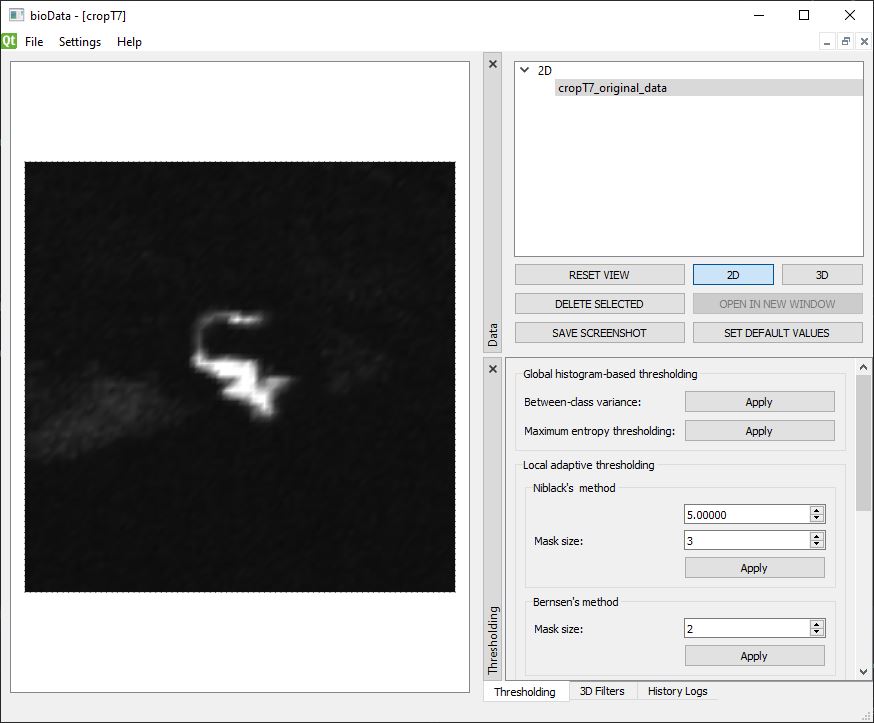 bioData - [cropT7]
Qt File Settings Help
2D
cropT7_original_data
RESET VIEW 2D 3D
DELETE SELECTED OPEN IN NEW WINDOW
SAVE SCREENSHOT SET DEFAULT VALUES
Data
Global histogram-based thresholding
Between-class variance: Apply
Maximum entropy thresholding: Apply
Local adaptive thresholding
Niblack's method
5.00000
Mask size: 3
Apply
Bernsen's method
Mask size: 2
Apply
Thresholding
Thresholding 3D Filters History Logs